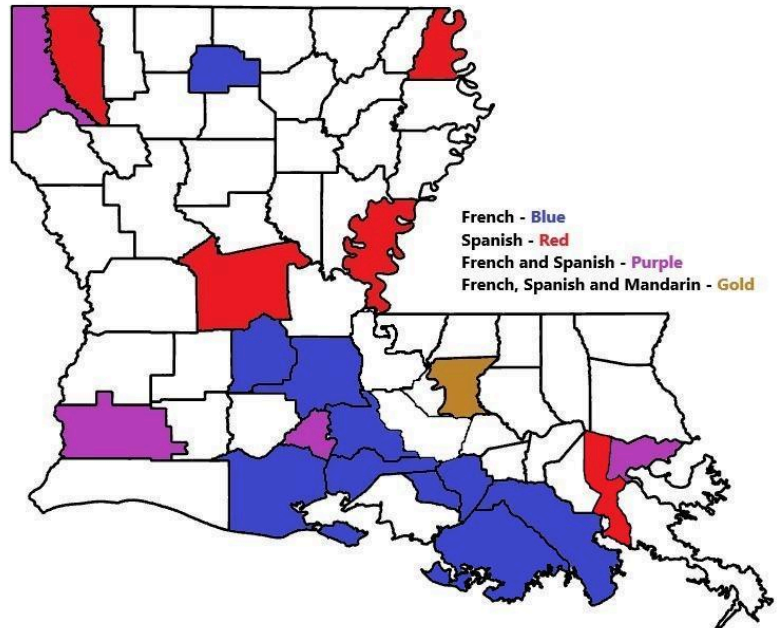 French - Blue
Spanish - Red
French and Spanish - Purple
French, Spanish and Mandarin - Gold